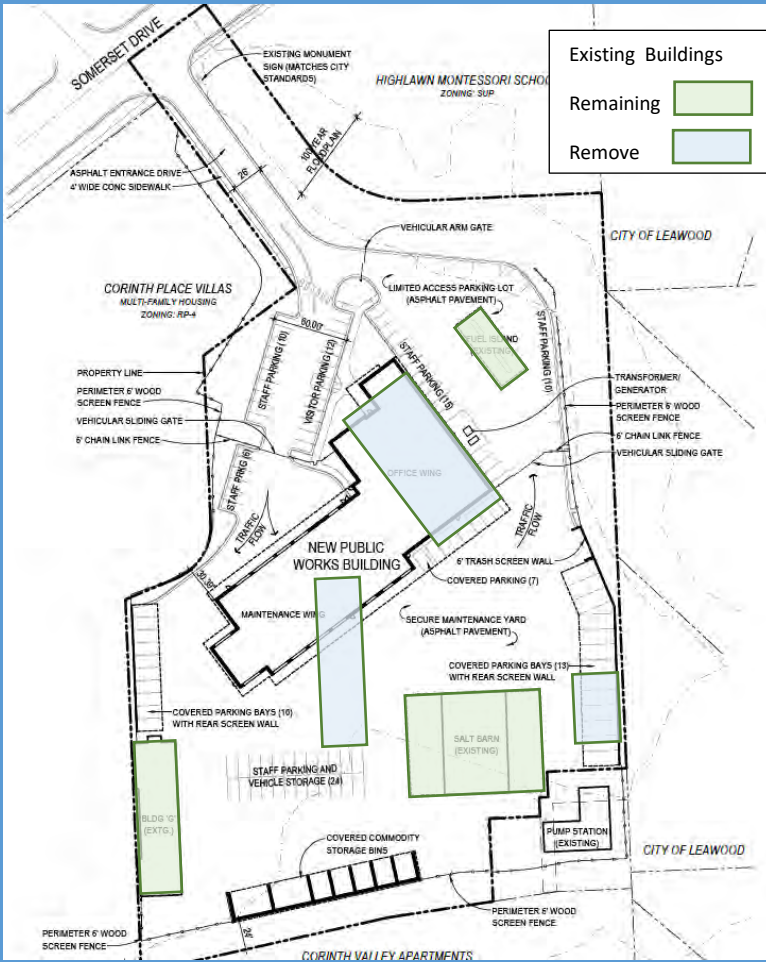 SOMERSET DRIVE
EXISTING MONUMENT
SIGN (MATCHES CITY
STANDARDS)
HIGHLAWN MONTESSORI SCHOO
ZONING: SUP
Existing Buildings
Remaining
Remove
100 YEAR
FLOODPLAIN
ASPHALT ENTRANCE DRIVE
4' WIDE CONC SIDEWALK
26'
VEHICULAR ARM GATE
CITY OF LEAWOOD
CORINTH PLACE VILLAS
MULTI-FAMILY HOUSING
ZONING: RP-4
LIMITED ACCESS PARKING LOT
(ASPHALT PAVEMENT)
60.00'
FUEL ISLAND
(EXISTING)
STAFF PARKING (10)
VISITOR PARKING (12)
STAFF PARKING (15)
STAFF PARKING (10)
PROPERTY LINE
PERIMETER 6' WOOD
SCREEN FENCE
VEHICULAR SLIDING GATE
6' CHAIN LINK FENCE
TRANSFORMER/
GENERATOR
PERIMETER 6' WOOD
SCREEN FENCE
6' CHAIN LINK FENCE
VEHICULAR SLIDING GATE
STAFF PRKG (6)
OFFICE WING
TRAFFIC
FLOW
TRAFFIC
FLOW
NEW PUBLIC
WORKS BUILDING
6' TRASH SCREEN WALL
COVERED PARKING (7)
MAINTENANCE WING
SECURE MAINTENANCE YARD
(ASPHALT PAVEMENT)
COVERED PARKING BAYS (13)
WITH REAR SCREEN WALL
COVERED PARKING BAYS (10)
WITH REAR SCREEN WALL
SALT BARN
(EXISTING)
STAFF PARKING AND
VEHICLE STORAGE (24)
BLDG 'G'
(EXTG.)
PUMP STATION
(EXISTING)
COVERED COMMODITY
STORAGE BINS
CITY OF LEAWOOD
PERIMETER 6' WOOD
SCREEN FENCE
24'
PERIMETER 6' WOOD
SCREEN FENCE
CORINTH VALLEY APARTMENTS